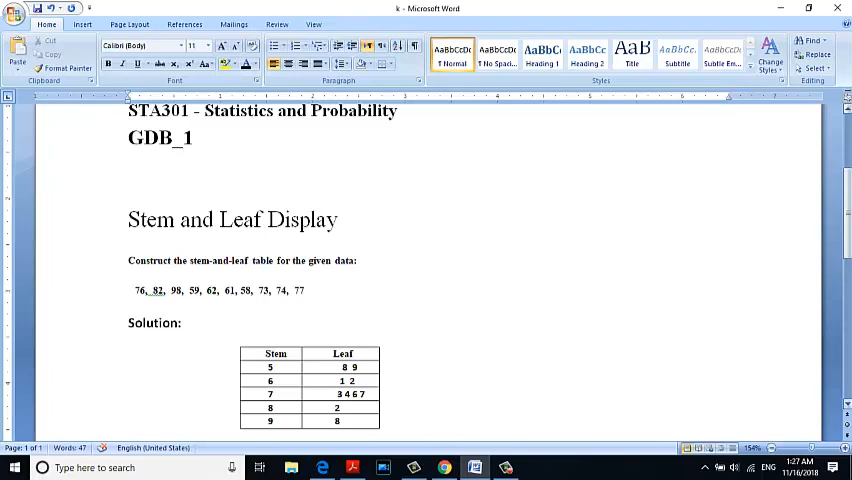 k - Microsoft Word
Home Insert Page Layout References Mailings Review View
Paste
Cut
Copy
Format Painter
Clipboard
Calibri (Body) 11
Font
Paragraph
AaBbCcDc AaBbCcDc AaBbCc AaBbCc AaB AaBbCc. AaBbCcDc
¶ Normal ¶ No Spaci... Heading 1 Heading 2 Title Subtitle Subtle Em...
Change Styles
Styles
Find
Replace
Select
Editing
STA301 - Statistics and Probability
GDB_1
Stem and Leaf Display
Construct the stem-and-leaf table for the given data:
76, 82, 98, 59, 62, 61, 58, 73, 74, 77
Solution:
Stem Leaf
5 8 9
6 1 2
7 3 4 6 7
8 2
9 8
Page: 1 of 1 Words: 47 English (United States) 154%
Type here to search
ENG
1:27 AM
11/16/2018